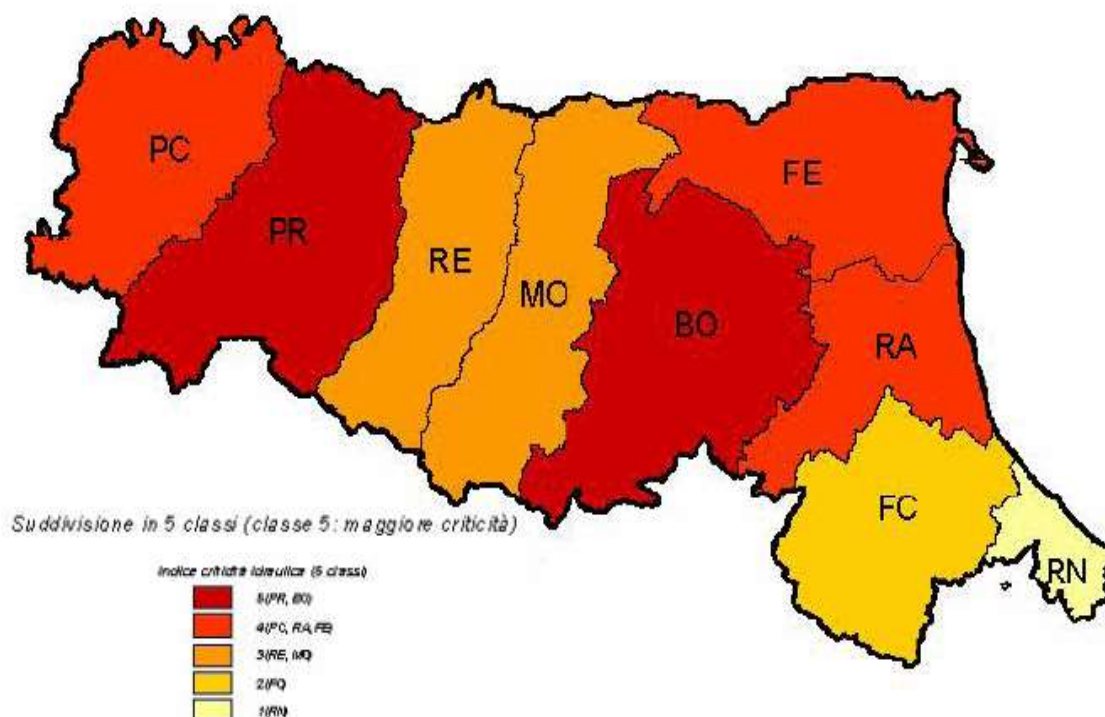 PC
PR
RE
MO
BO
FE
RA
FC
RN
Suddivisione in 5 classi (classe 5: maggiore criticità)
Indice criticità idraulica (5 classi)
5 (PR, BO)
4 (PC, RA, FE)
3 (RE, MO)
2 (FC)
1 (RN)